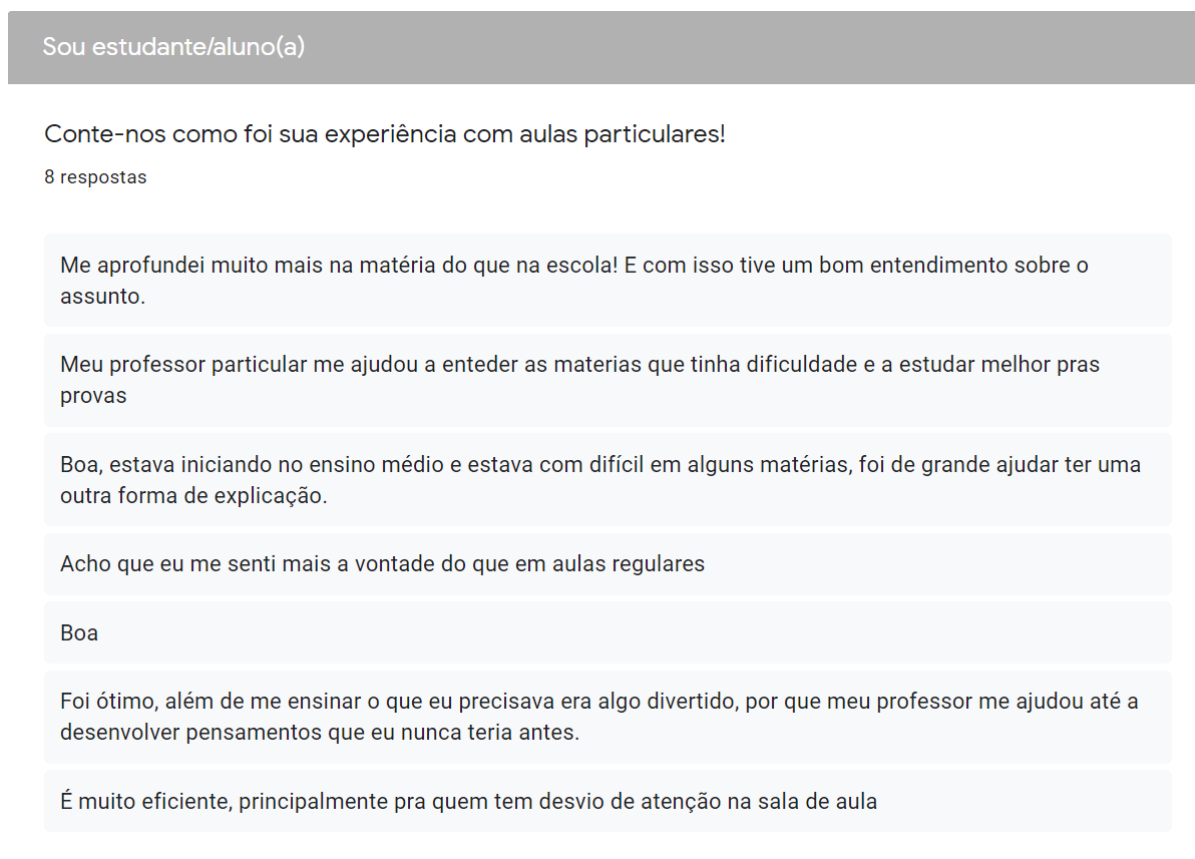 Sou estudante/aluno(a)
Conte-nos como foi sua experiência com aulas particulares!
8 respostas
Me aprofundei muito mais na matéria do que na escola! E com isso tive um bom entendimento sobre o
assunto.
Meu professor particular me ajudou a enteder as materias que tinha dificuldade e a estudar melhor pras
provas
Boa, estava iniciando no ensino médio e estava com difícil em alguns matérias, foi de grande ajudar ter uma
outra forma de explicação.
Acho que eu me senti mais a vontade do que em aulas regulares
Boa
Foi ótimo, além de me ensinar o que eu precisava era algo divertido, por que meu professor me ajudou até a
desenvolver pensamentos que eu nunca teria antes.
É muito eficiente, principalmente pra quem tem desvio de atenção na sala de aula